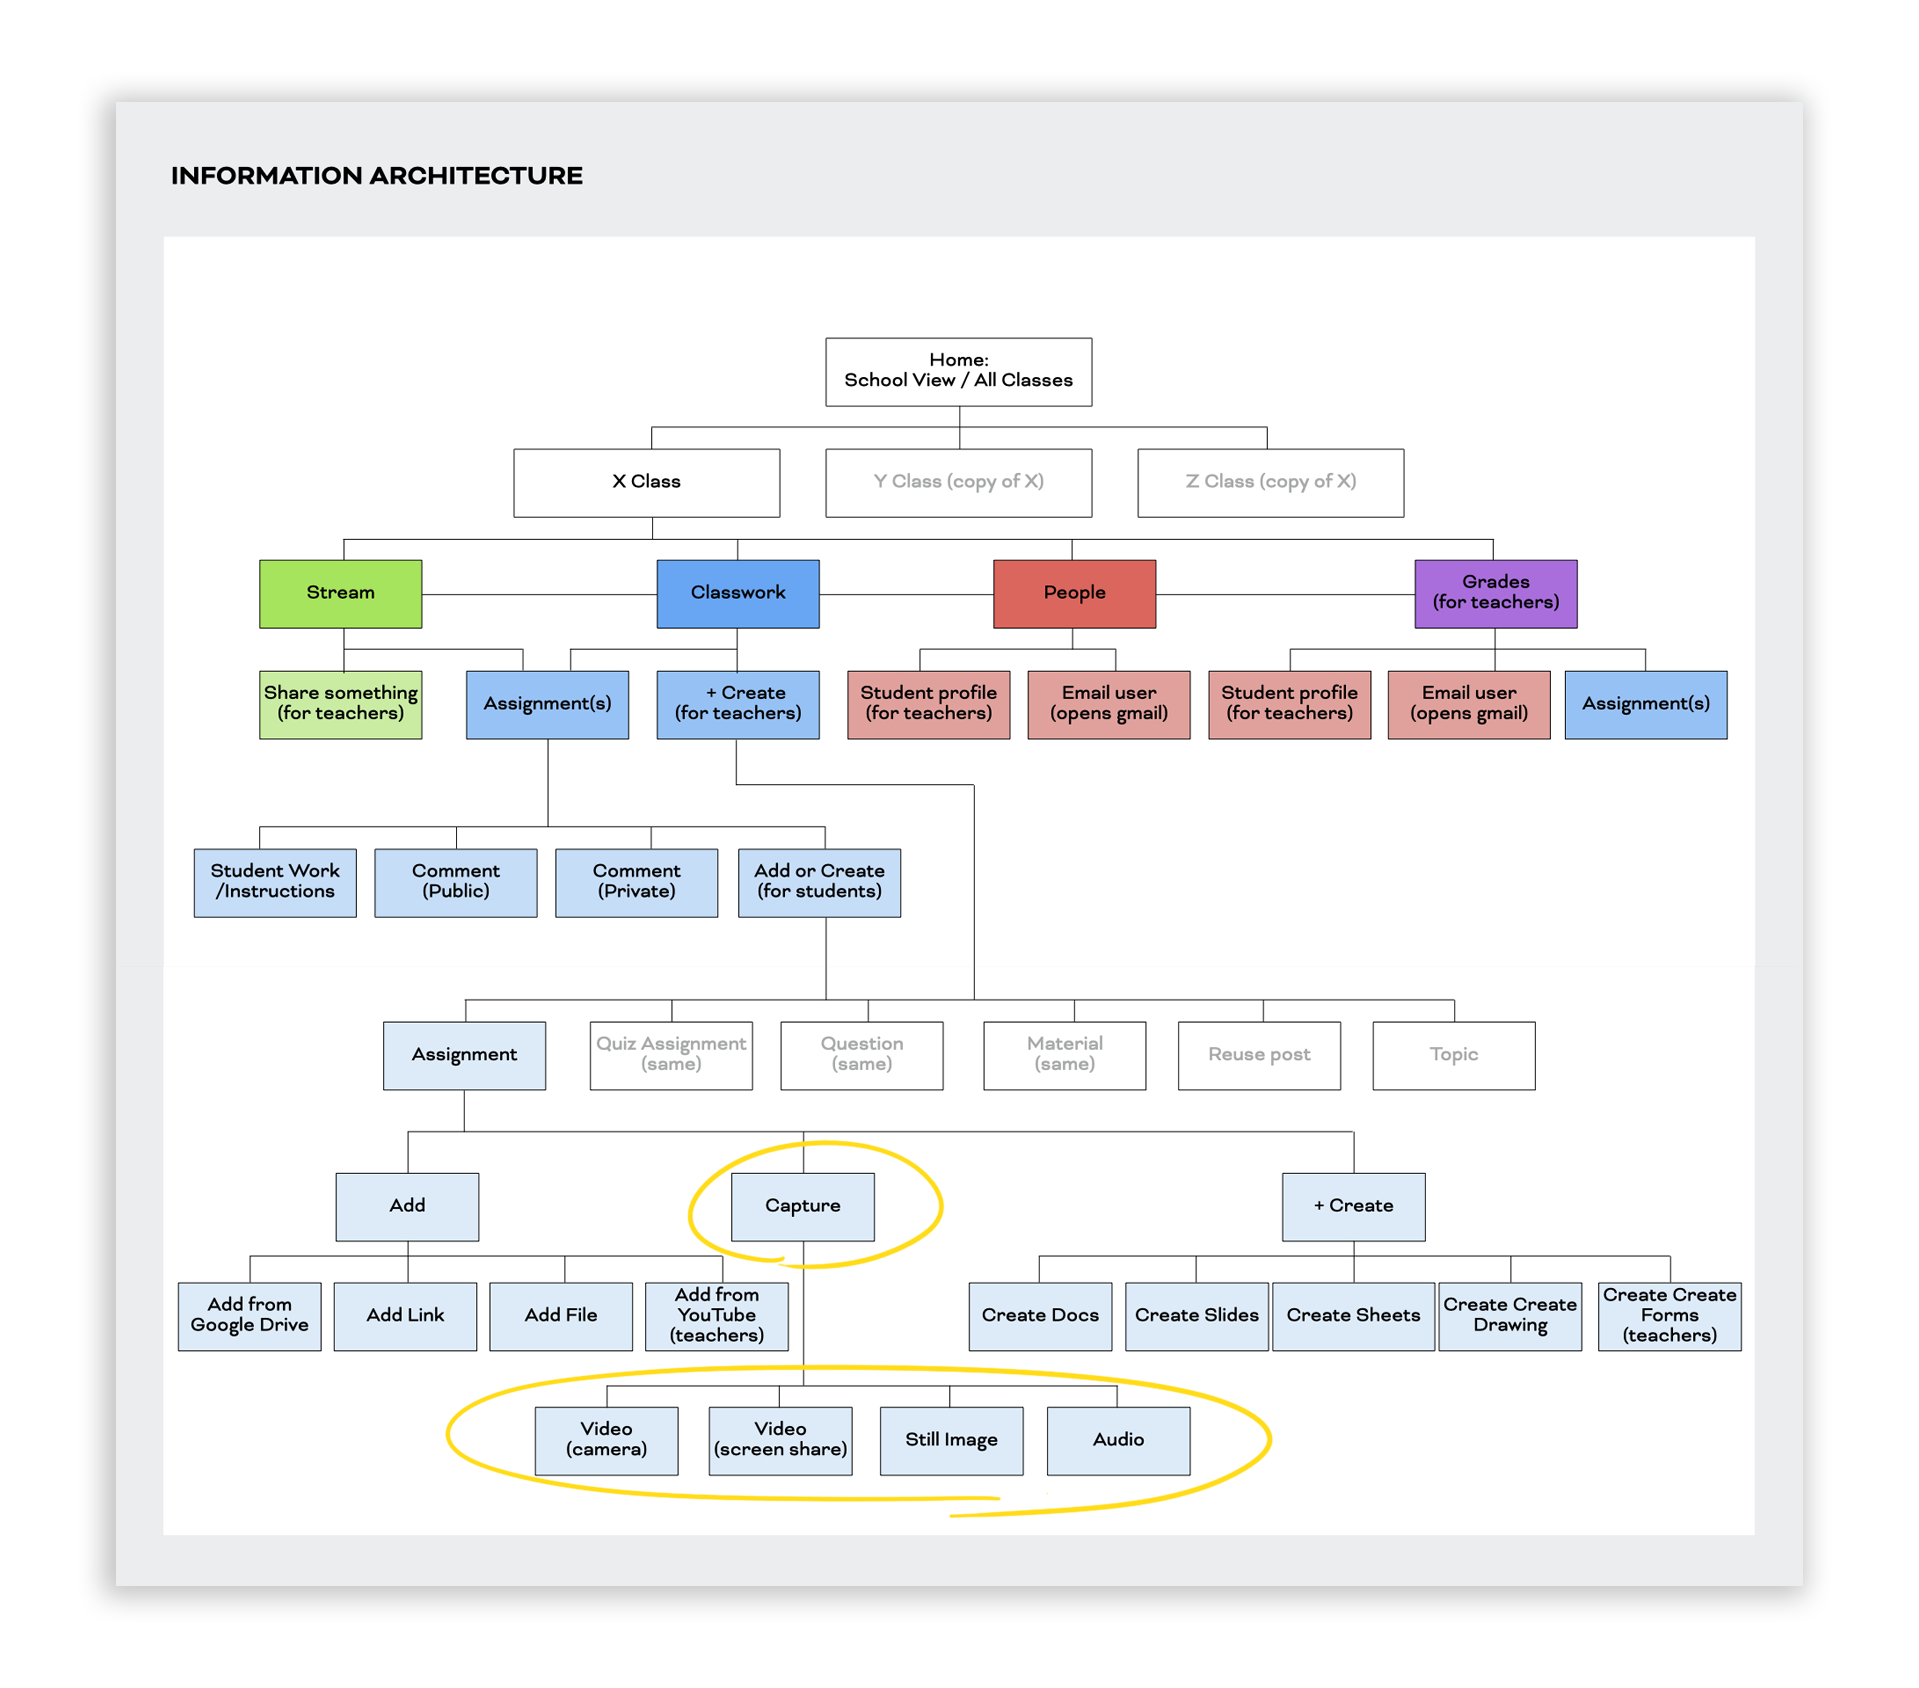 INFORMATION ARCHITECTURE
Home:
School View / All Classes
X Class
Y Class (copy of X)
Z Class (copy of X)
Stream
Classwork
People
Grades
(for teachers)
Share something
(for teachers)
Assignment(s)
+ Create
(for teachers)
Student profile
(for teachers)
Email user
(opens gmail)
Student profile
(for teachers)
Email user
(opens gmail)
Assignment(s)
Student Work
/Instructions
Comment
(Public)
Comment
(Private)
Add or Create
(for students)
Assignment
Quiz Assignment
(same)
Question
(same)
Material
(same)
Reuse post
Topic
Add
Capture
+ Create
Add from
Google Drive
Add Link
Add File
Add from
YouTube
(teachers)
Create Docs
Create Slides
Create Sheets
Create Create
Drawing
Create Create
Forms
(teachers)
Video
(camera)
Video
(screen share)
Still Image
Audio